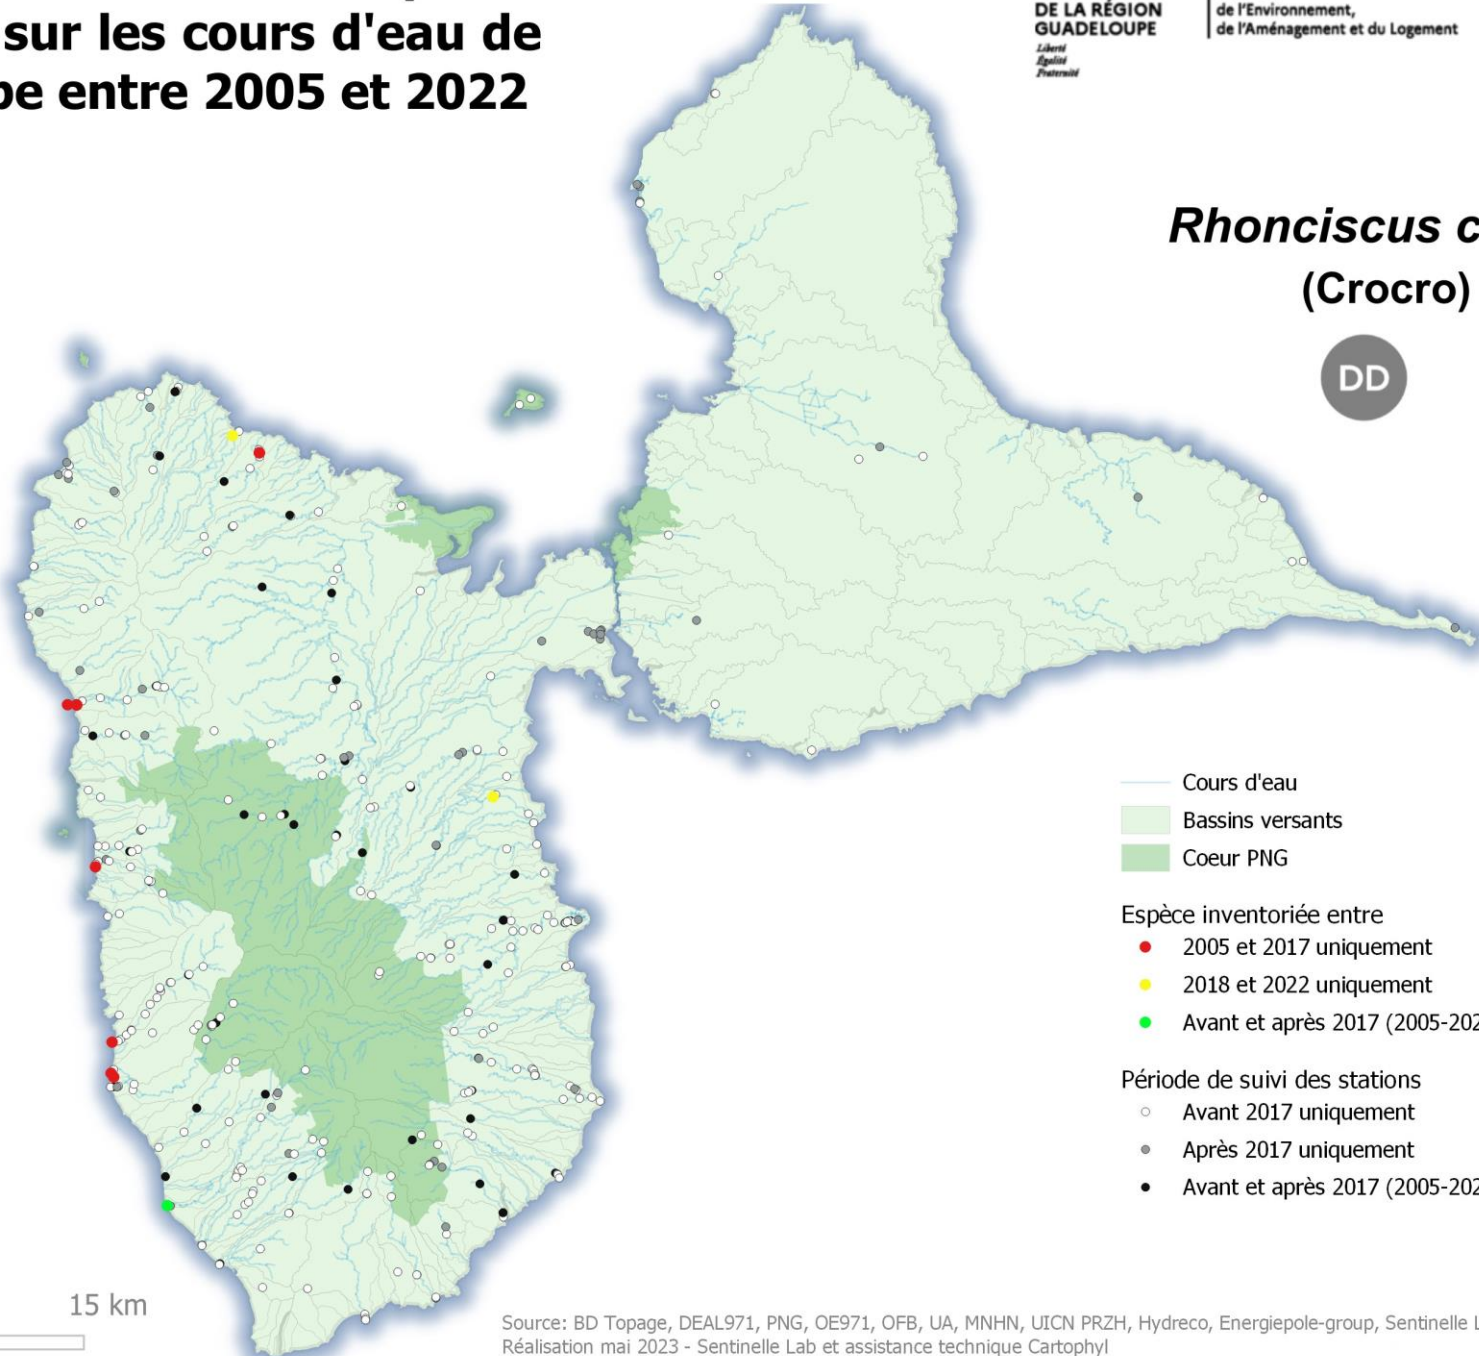 sur les cours d'eau de
pe entre 2005 et 2022
DE LA RÉGION
GUADELOUPE
Liberté
Égalité
Fraternité
de l'Environnement,
de l'Aménagement et du Logement
Rhonciscus c
(Crocro)
DD
Cours d'eau
Bassins versants
Coeur PNG
Espèce inventoriée entre
2005 et 2017 uniquement
2018 et 2022 uniquement
Avant et après 2017 (2005-202
Période de suivi des stations
Avant 2017 uniquement
Après 2017 uniquement
Avant et après 2017 (2005-202
15 km
Source: BD Topage, DEAL971, PNG, OE971, OFB, UA, MNHN, UICN PRZH, Hydreco, Energiepole-group, Sentinelle L
Réalisation mai 2023 - Sentinelle Lab et assistance technique Cartophyl